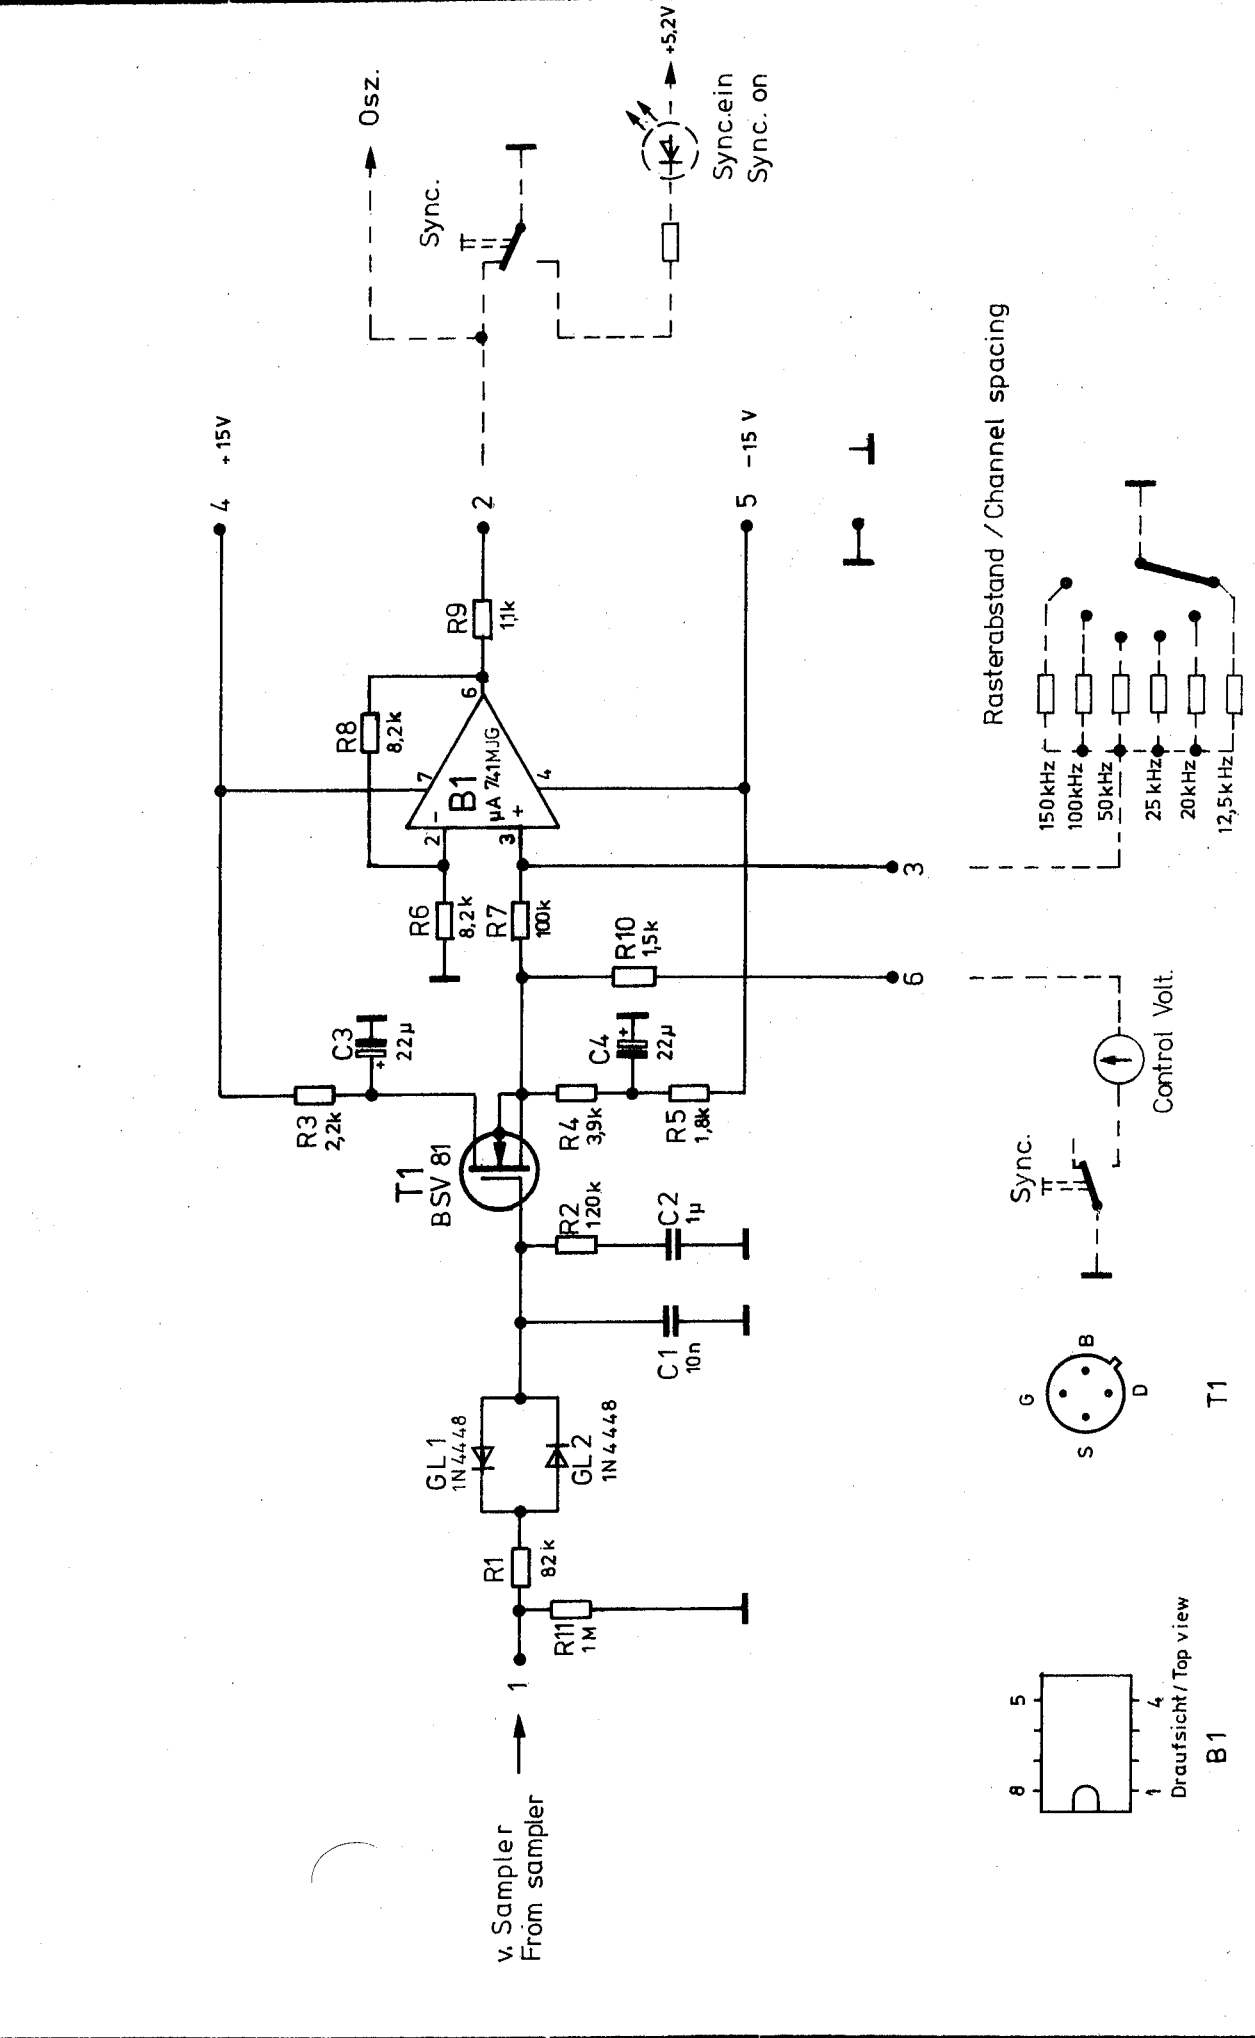 v. Sampler
From sampler
1
R11
1M
R1
82k
GL1
1N4448
GL2
1N4448
C1
10n
R2
120k
C2
1µ
T1
BSV 81
R3
2,2k
C3
+
22µ
R4
3,9k
C4
+
22µ
R5
1,8k
R6
8,2k
R7
100k
R10
1,5k
R8
8,2k
2
-
3
+
B1
µA 741MJG
7
4
6
R9
1,1k
4
+15V
2
5
-15 V
3
6
Osz.
Sync.
+5,2V
Sync.ein
Sync. on
Rasterabstand / Channel spacing
150kHz
100kHz
50kHz
25kHz
20kHz
12,5kHz
Sync.
Control Volt.
G
B
S
D
T1
8
5
1
4
Draufsicht / Top view
B1